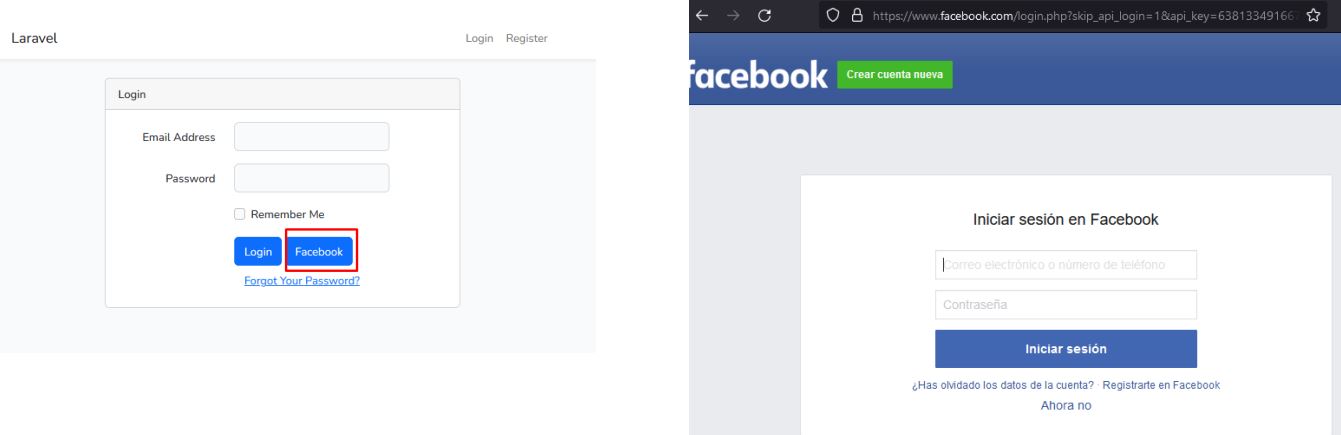 Laravel
Login Register
Login
Email Address
Password
Remember Me
Login Facebook
Forgot Your Password?
https://www.facebook.com/login.php?skip_api_login=1&api_key=638133491667
facebook Crear cuenta nueva
Iniciar sesión en Facebook
Correo electrónico o número de teléfono
Contraseña
Iniciar sesión
¿Has olvidado los datos de la cuenta? · Registrarte en Facebook
Ahora no